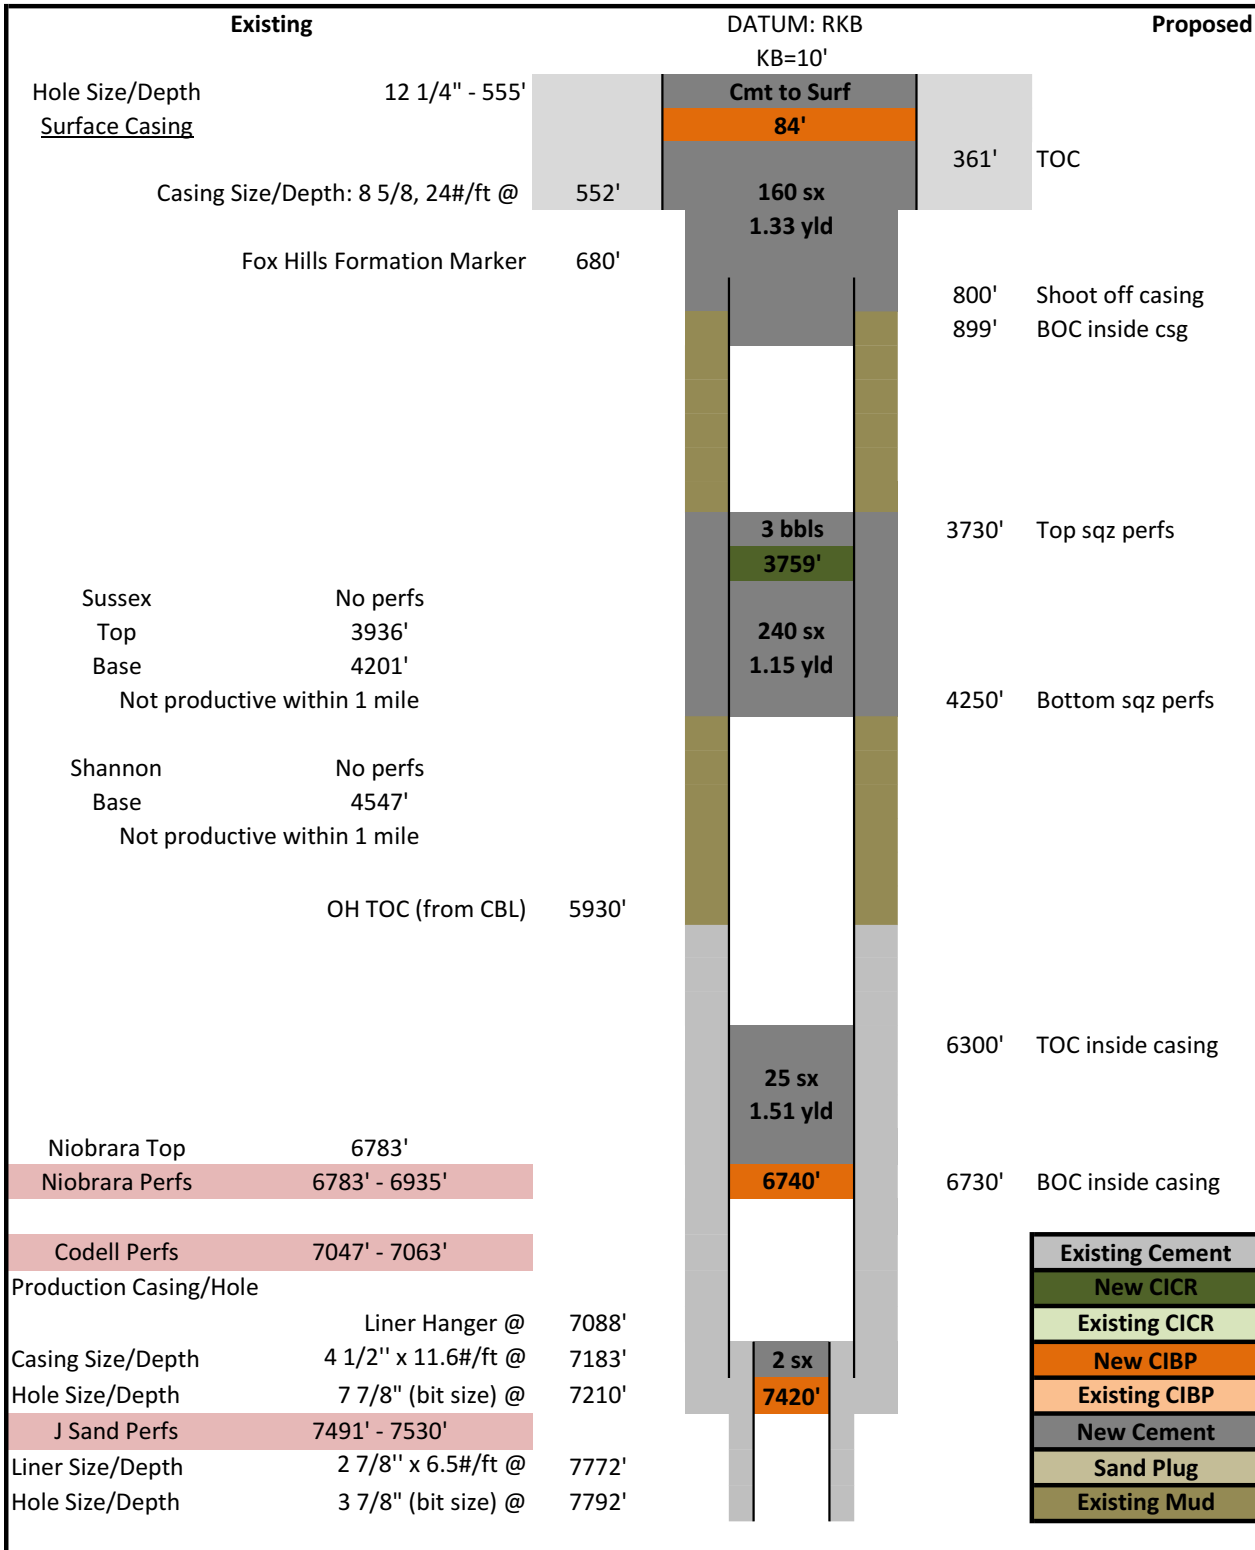 Existing DATUM: RKB Proposed
KB=10'
Hole Size/Depth 12 1/4" - 555' Cmt to Surf
Surface Casing 84'
361' TOC
Casing Size/Depth: 8 5/8, 24#/ft @ 552' 160 sx
1.33 yld
Fox Hills Formation Marker 680'
800' Shoot off casing
899' BOC inside csg
3 bbls 3730' Top sqz perfs
3759'
Sussex No perfs
Top 3936' 240 sx
Base 4201' 1.15 yld
Not productive within 1 mile 4250' Bottom sqz perfs
Shannon No perfs
Base 4547'
Not productive within 1 mile
OH TOC (from CBL) 5930'
6300' TOC inside casing
25 sx
1.51 yld
Niobrara Top 6783'
Niobrara Perfs 6783' - 6935' 6740' 6730' BOC inside casing
Codell Perfs 7047' - 7063' Existing Cement
Production Casing/Hole New CICR
Liner Hanger @ 7088' Existing CICR
Casing Size/Depth 4 1/2'' x 11.6#/ft @ 7183' 2 sx New CIBP
Hole Size/Depth 7 7/8" (bit size) @ 7210' 7420' Existing CIBP
J Sand Perfs 7491' - 7530' New Cement
Liner Size/Depth 2 7/8'' x 6.5#/ft @ 7772' Sand Plug
Hole Size/Depth 3 7/8" (bit size) @ 7792' Existing Mud